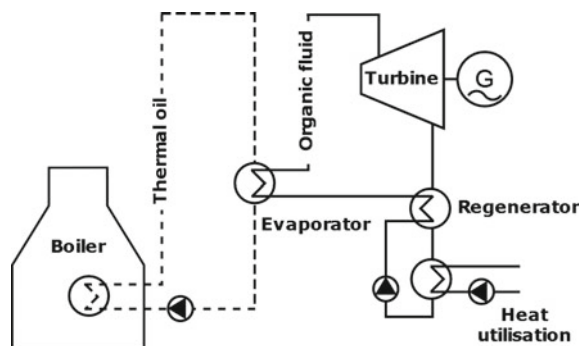 Organic fluid
Turbine
G
Thermal oil
Evaporator
Regenerator
Boiler
Heat
utilisation